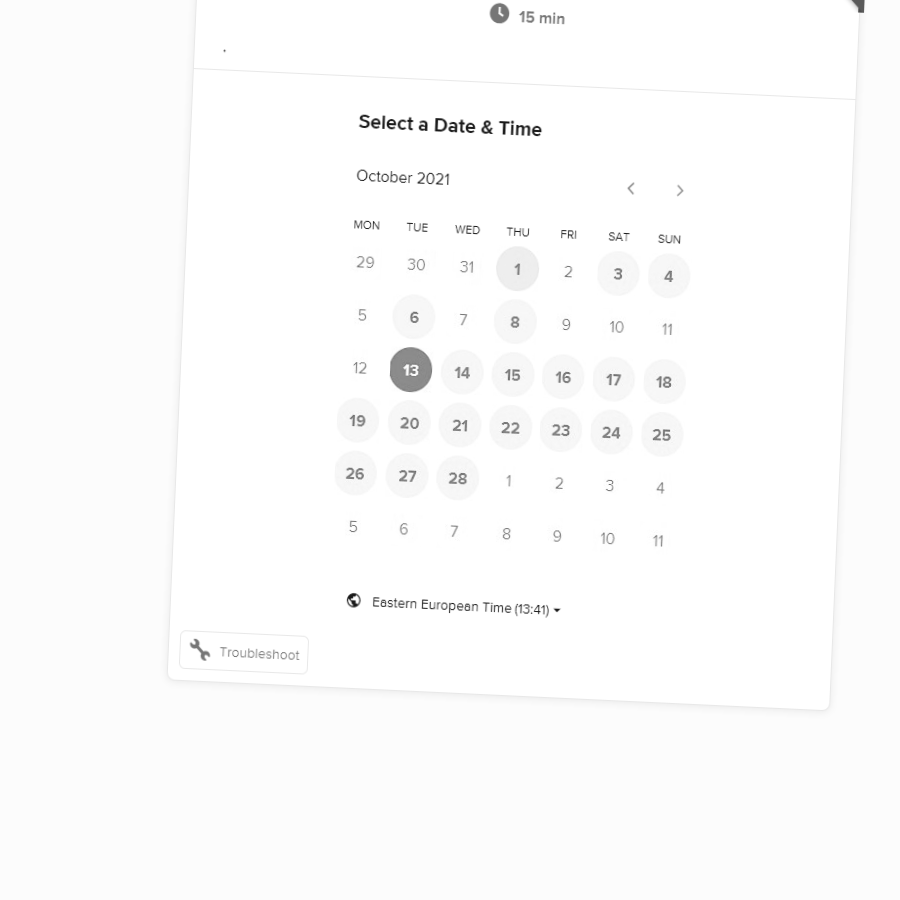 15 min
.
Select a Date & Time
October 2021
MON TUE WED THU FRI SAT SUN
29 30 31 1 2 3 4
5 6 7 8 9 10 11
12 13 14 15 16 17 18
19 20 21 22 23 24 25
26 27 28 1 2 3 4
5 6 7 8 9 10 11
Eastern European Time (13:41)
Troubleshoot